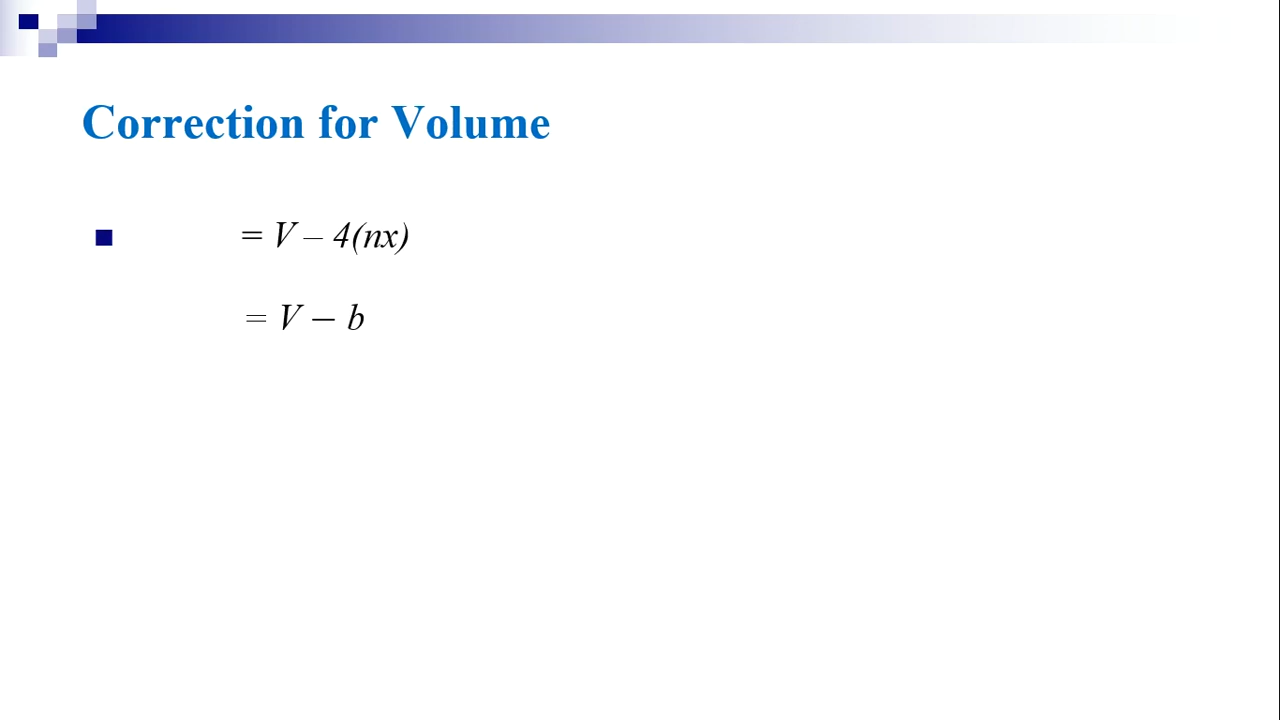 Correction for Volume
= V – 4(nx)
= V − b